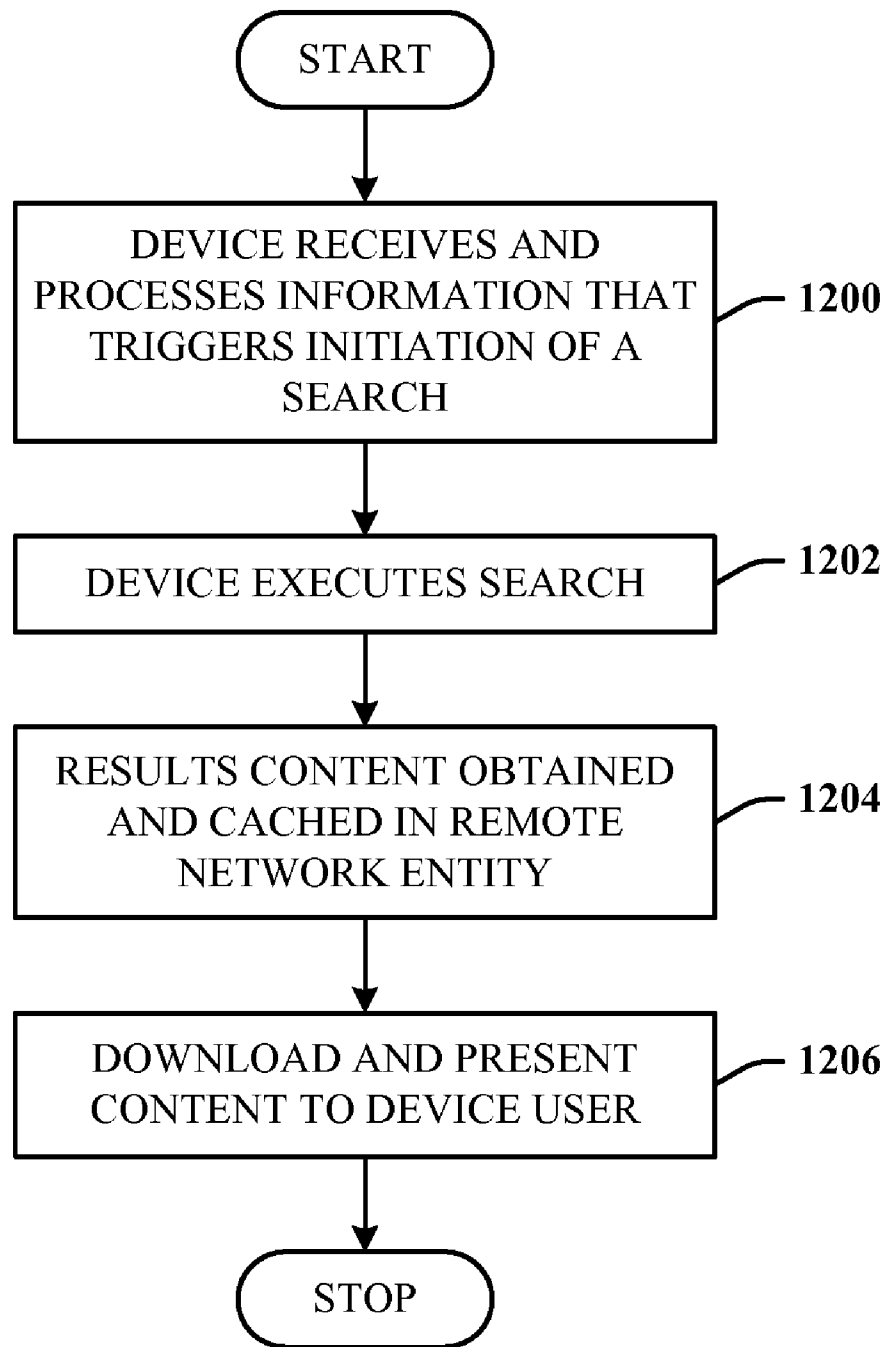 START
DEVICE RECEIVES AND
PROCESSES INFORMATION THAT
TRIGGERS INITIATION OF A
SEARCH
1200
DEVICE EXECUTES SEARCH
1202
RESULTS CONTENT OBTAINED
AND CACHED IN REMOTE
NETWORK ENTITY
1204
DOWNLOAD AND PRESENT
CONTENT TO DEVICE USER
1206
STOP